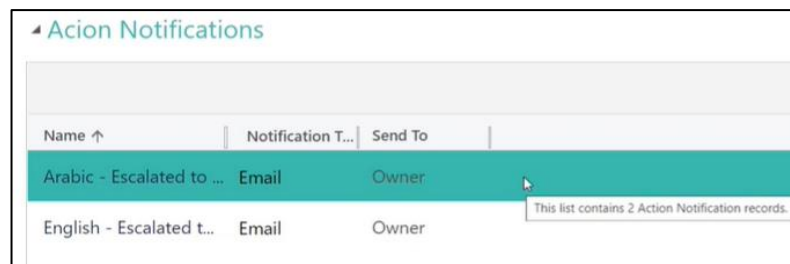 Acion Notifications
Name ↑ Notification T... Send To
Arabic - Escalated to ... Email Owner
This list contains 2 Action Notification records.
English - Escalated t... Email Owner